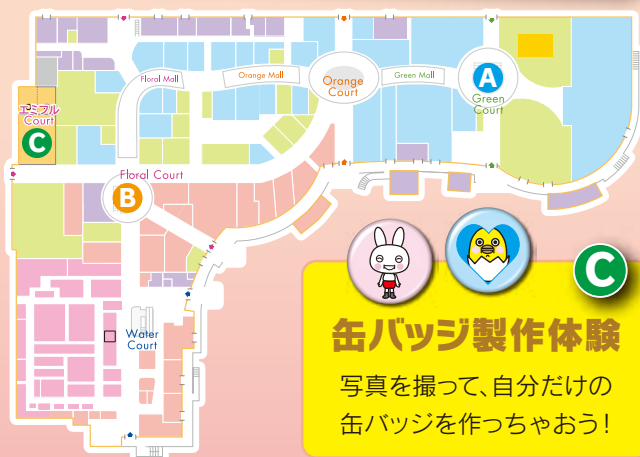 Floral Mall
Orange Mall
Orange
Court
Green Mall
A
Green
Court
エミフル
Court
C
Floral Court
B
Water
Court
C
缶バッジ製作体験
写真を撮って、自分だけの
缶バッジを作っちゃおう!